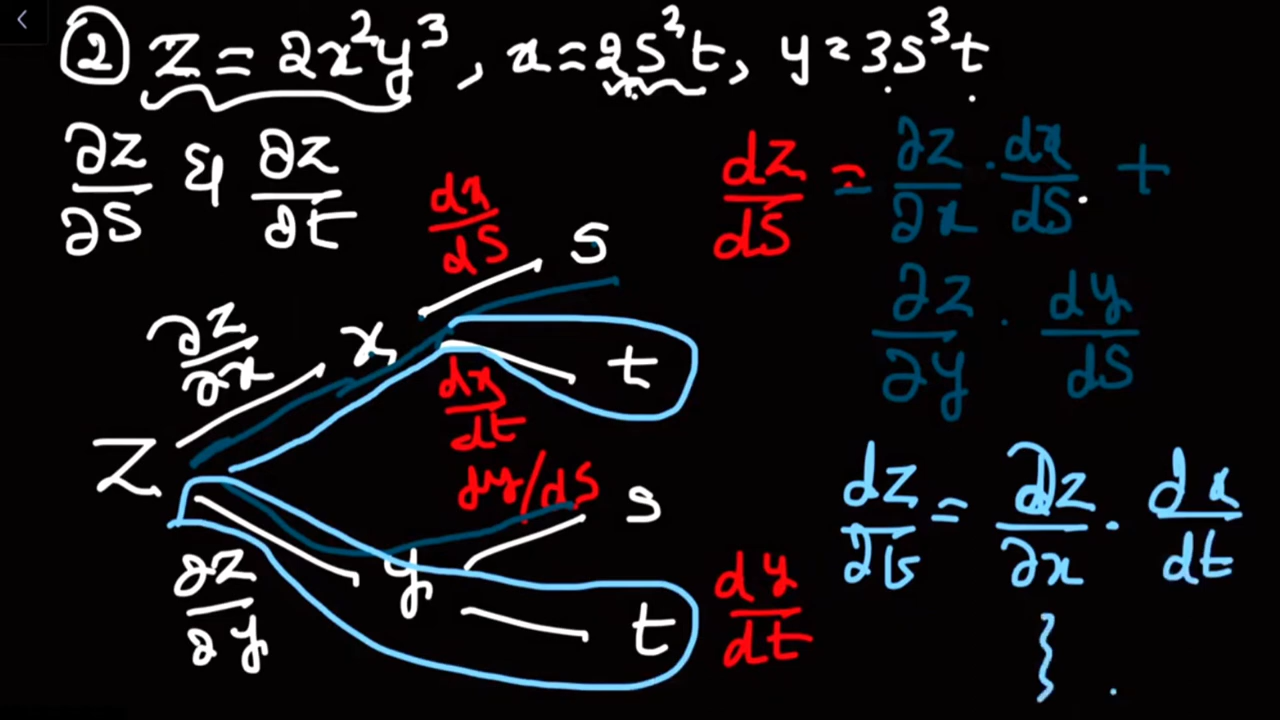 ② Z = 2x²y³, x = 2S²t, y = 3S³t
∂Z/∂S & ∂Z/∂t
dZ/dS = ∂Z/∂x · dx/dS +
∂Z/∂y · dy/dS
dx/dS
S
∂Z/∂x
x
t
dx/dt
Z
dy/dS
S
∂Z/∂y
y
t
dy/dt
dz/∂t = ∂z/∂x · dx/dt